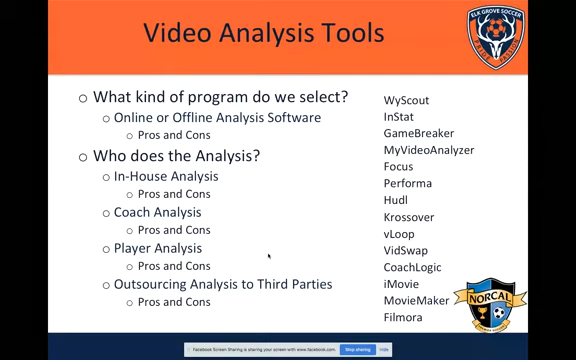 Video Analysis Tools
ELK GROVE SOCCER
PRIDE PASSION
What kind of program do we select?
Online or Offline Analysis Software
Pros and Cons
Who does the Analysis?
In-House Analysis
Pros and Cons
Coach Analysis
Pros and Cons
Player Analysis
Pros and Cons
Outsourcing Analysis to Third Parties
Pros and Cons
WyScout
InStat
GameBreaker
MyVideoAnalyzer
Focus
Performa
Hudl
Krossover
vLoop
VidSwap
CoachLogic
iMovie
MovieMaker
Filmora
NORCAL
Facebook Screen Sharing is sharing your screen with www.facebook.com.
Stop sharing
Hide